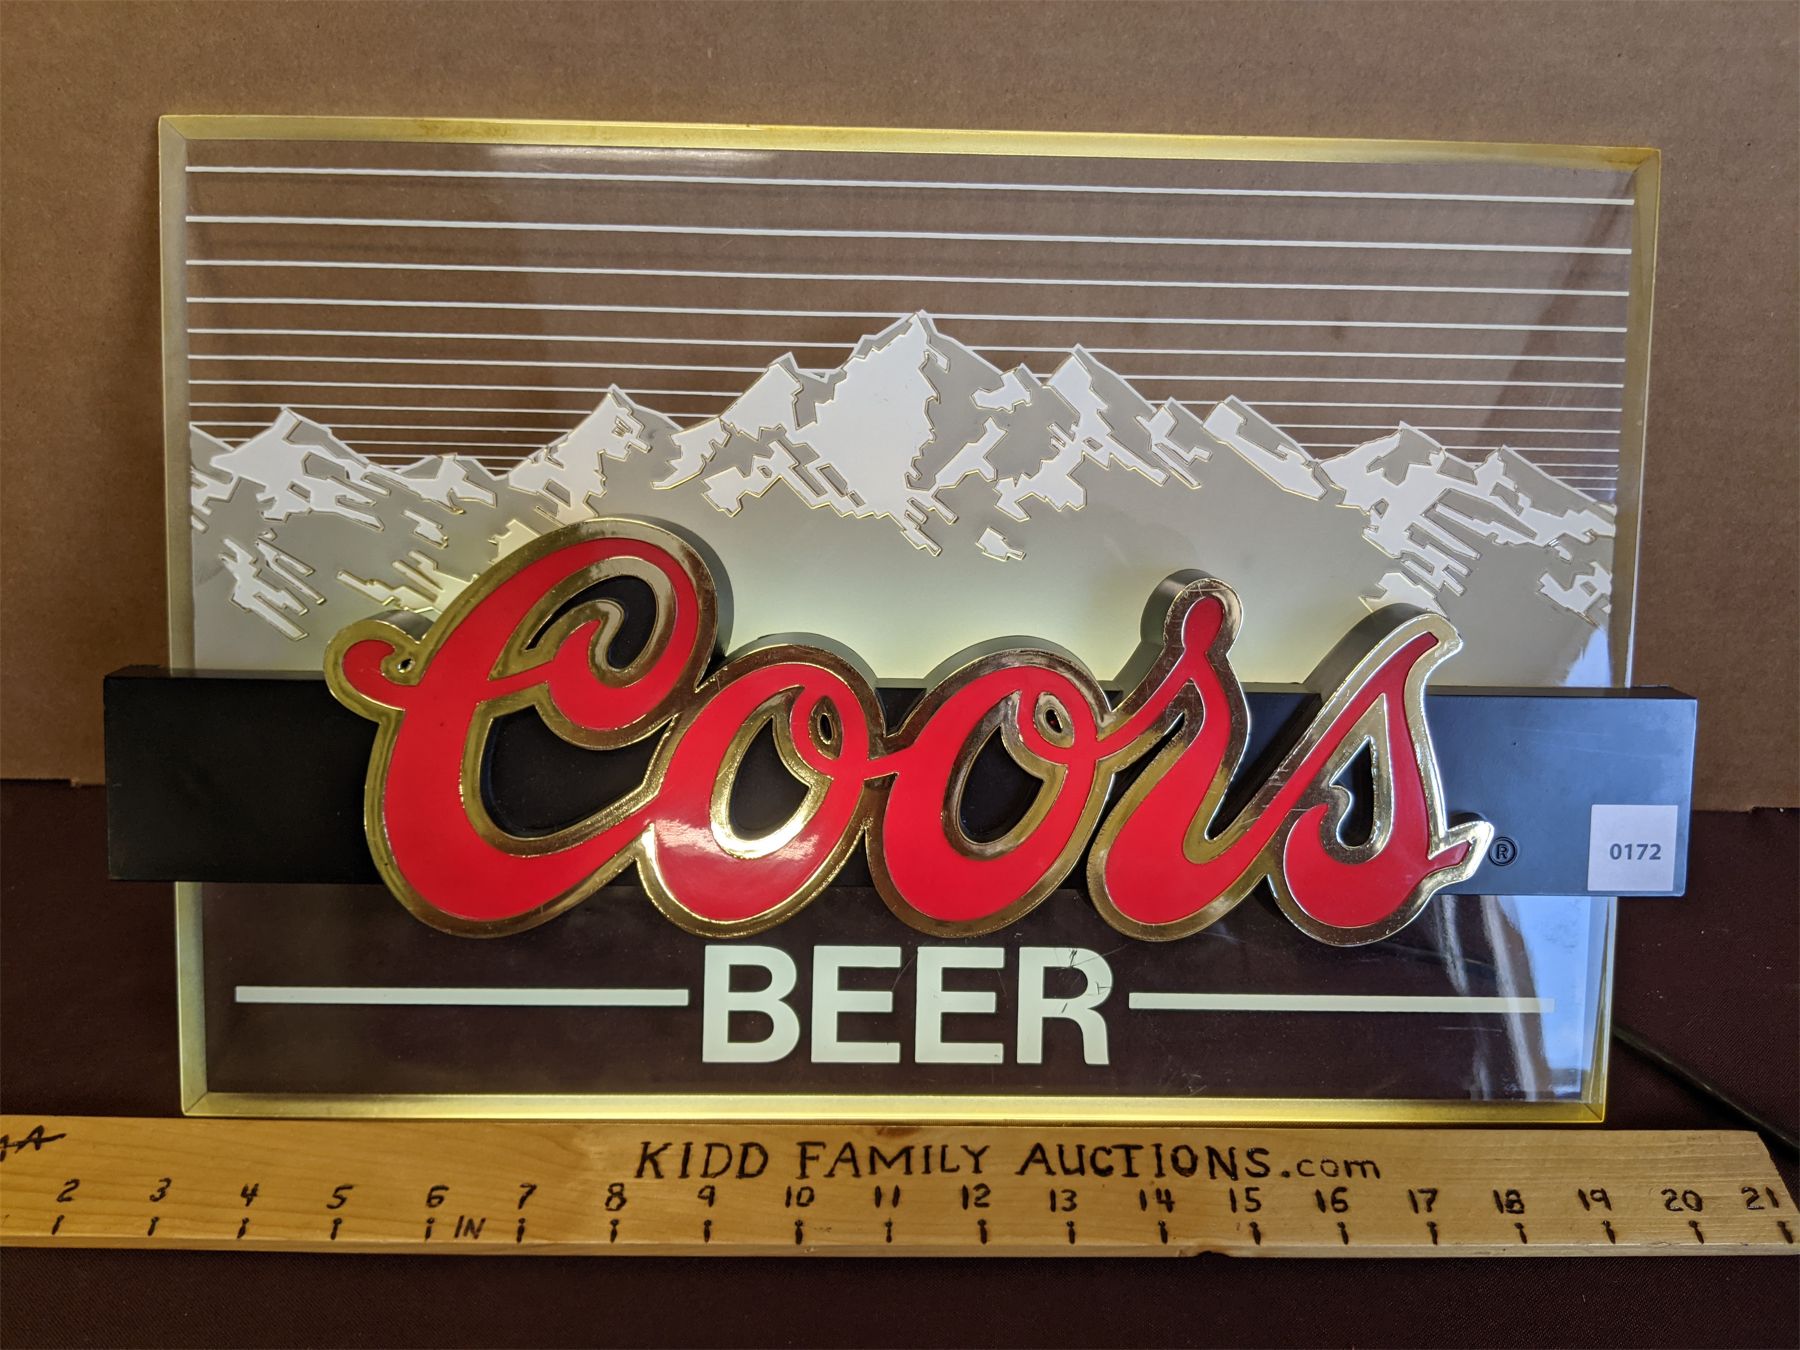 Coors ®
0172
BEER
KIDD FAMILY AUCTIONS.com
2 3 4 5 6 7 8 9 10 11 12 13 14 15 16 17 18 19 20 21
IN